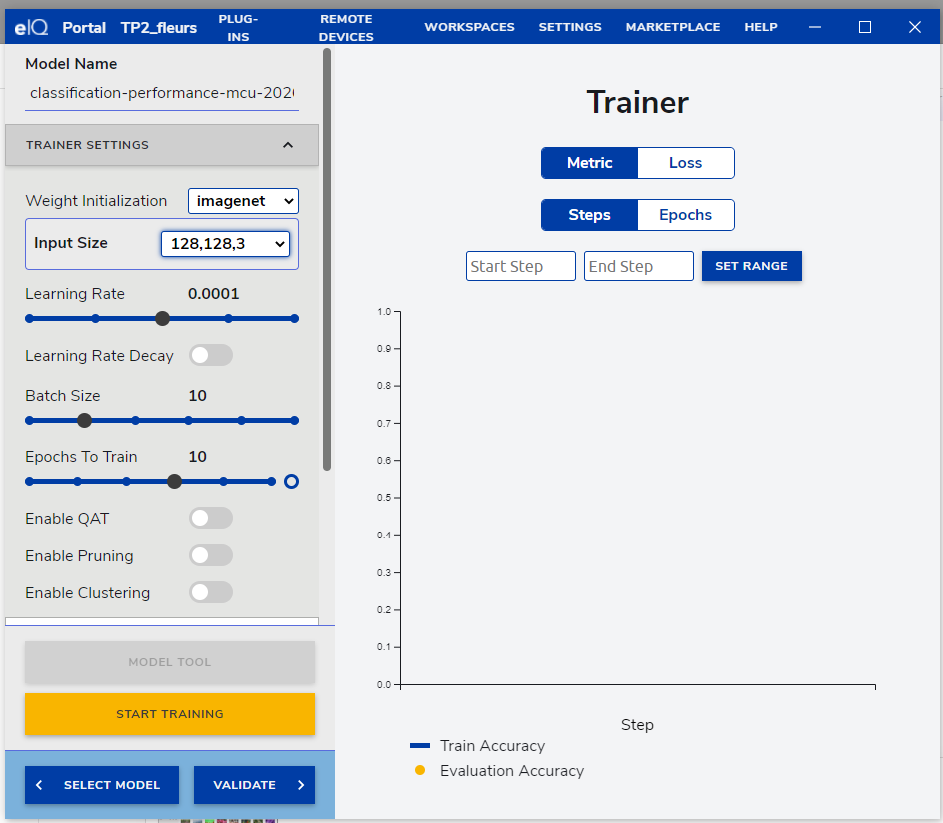 eIQ Portal TP2_fleurs PLUG-INS REMOTE DEVICES WORKSPACES SETTINGS MARKETPLACE HELP
Model Name
classification-performance-mcu-202
TRAINER SETTINGS
Weight Initialization imagenet
Input Size 128,128,3
Learning Rate 0.0001
Learning Rate Decay
Batch Size 10
Epochs To Train 10
Enable QAT
Enable Pruning
Enable Clustering
MODEL TOOL
START TRAINING
SELECT MODEL VALIDATE
Trainer
Metric Loss
Steps Epochs
Start Step End Step SET RANGE
1.0
0.9
0.8
0.7
0.6
0.5
0.4
0.3
0.2
0.1
0.0
Step
Train Accuracy
Evaluation Accuracy